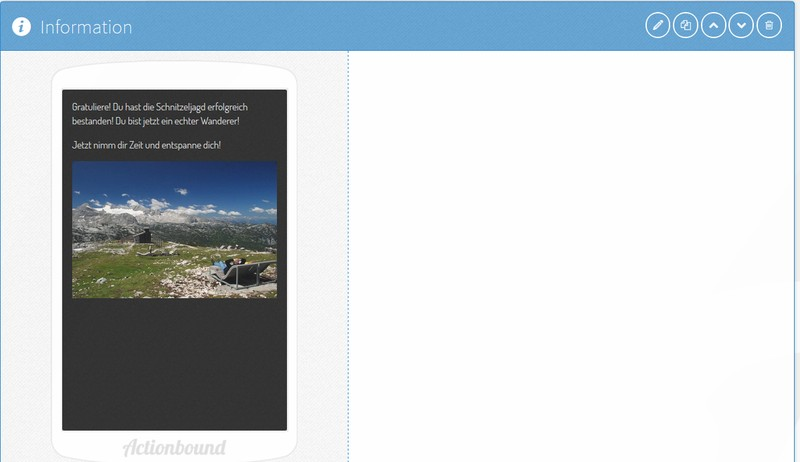 Information
Gratuliere! Du hast die Schnitzeljagd erfolgreich
bestanden! Du bist jetzt ein echter Wanderer!
Jetzt nimm dir Zeit und entspanne dich!
Actionbound